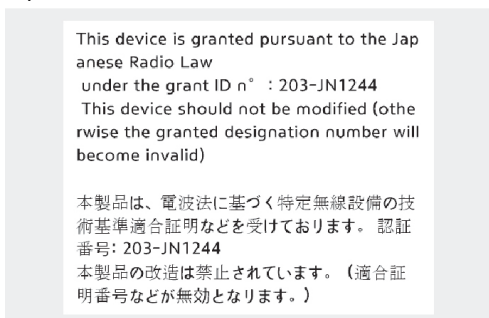 This device is granted pursuant to the Jap
anese Radio Law
under the grant ID n° : 203-JN1244
This device should not be modified (othe
rwise the granted designation number will
become invalid)
本製品は、電波法に基づく特定無線設備の技
術基準適合証明などを受けております。 認証
番号: 203-JN1244
本製品の改造は禁止されています。(適合証
明番号などが無効となります。)